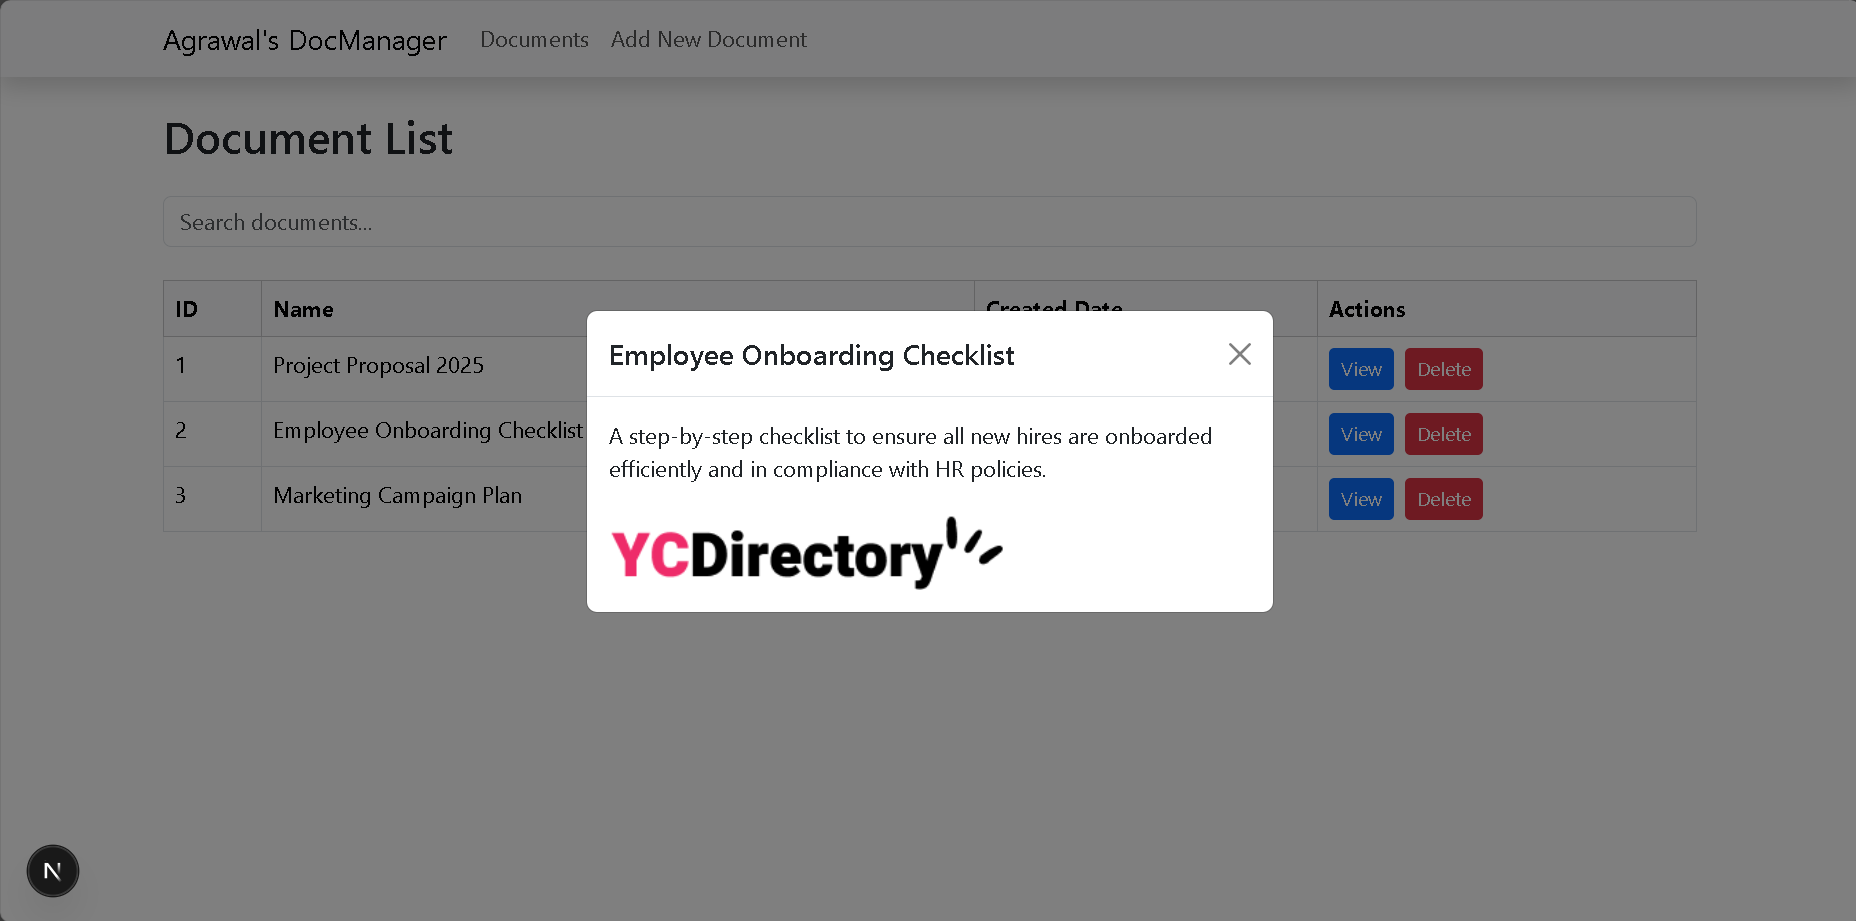 Agrawal's DocManager Documents Add New Document
Document List
Search documents...
ID Name Created Date Actions
1 Project Proposal 2025 View Delete
2 Employee Onboarding Checklist View Delete
3 Marketing Campaign Plan View Delete
Employee Onboarding Checklist
A step-by-step checklist to ensure all new hires are onboarded
efficiently and in compliance with HR policies.
YCDirectory
N